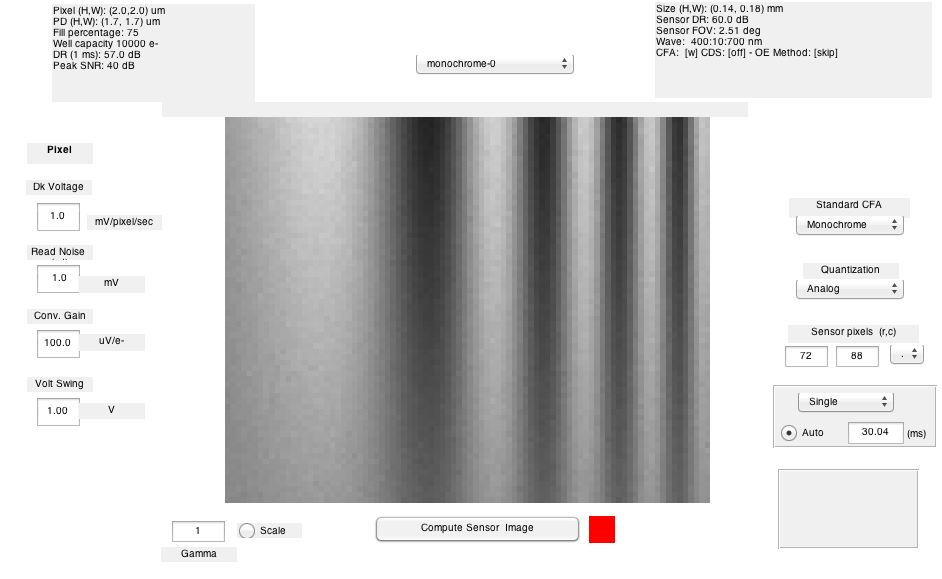 Pixel (H,W): (2.0,2.0) um
PD (H,W): (1.7, 1.7) um
Fill percentage: 75
Well capacity 10000 e-
DR (1 ms): 57.0 dB
Peak SNR: 40 dB
monochrome-0
Size (H,W): (0.14, 0.18) mm
Sensor DR: 60.0 dB
Sensor FOV: 2.51 deg
Wave: 400:10:700 nm
CFA: [w] CDS: [off] - OE Method: [skip]
Pixel
Dk Voltage
1.0 mV/pixel/sec
Read Noise
1.0 mV
Conv. Gain
100.0 uV/e-
Volt Swing
1.00 V
Standard CFA
Monochrome
Quantization
Analog
Sensor pixels (r,c)
72 88 .
Single
Auto 30.04 (ms)
1 Scale
Gamma
Compute Sensor Image